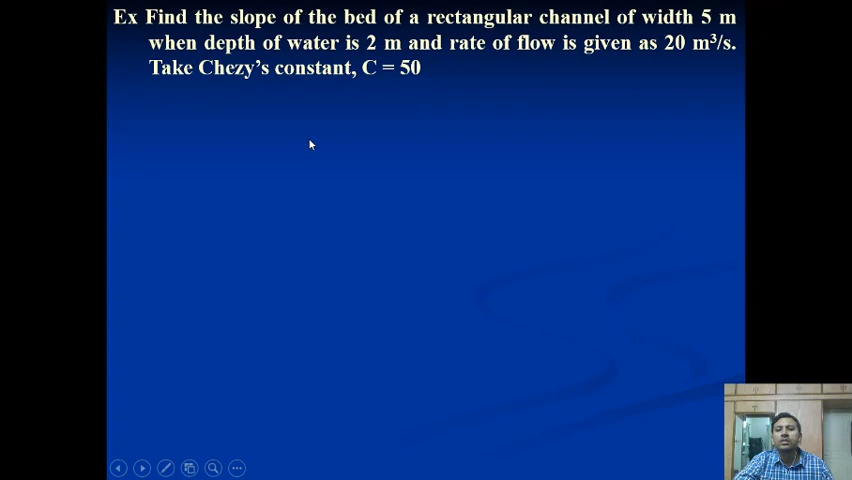 Ex Find the slope of the bed of a rectangular channel of width 5 m
when depth of water is 2 m and rate of flow is given as 20 m³/s.
Take Chezy’s constant, C = 50